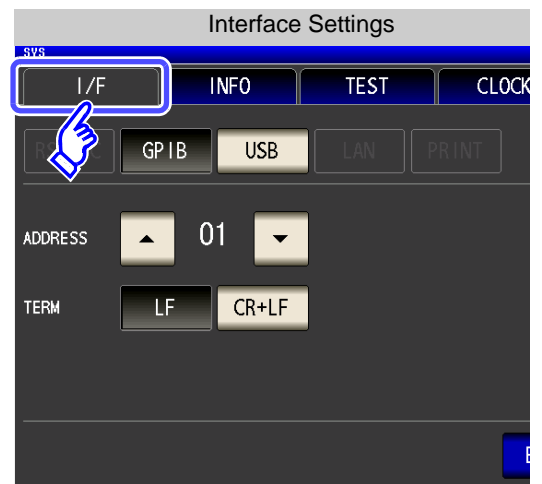 Interface Settings
SYS
I/F INFO TEST CLOCK
GPIB USB LAN PRINT
ADDRESS 01
TERM LF CR+LF